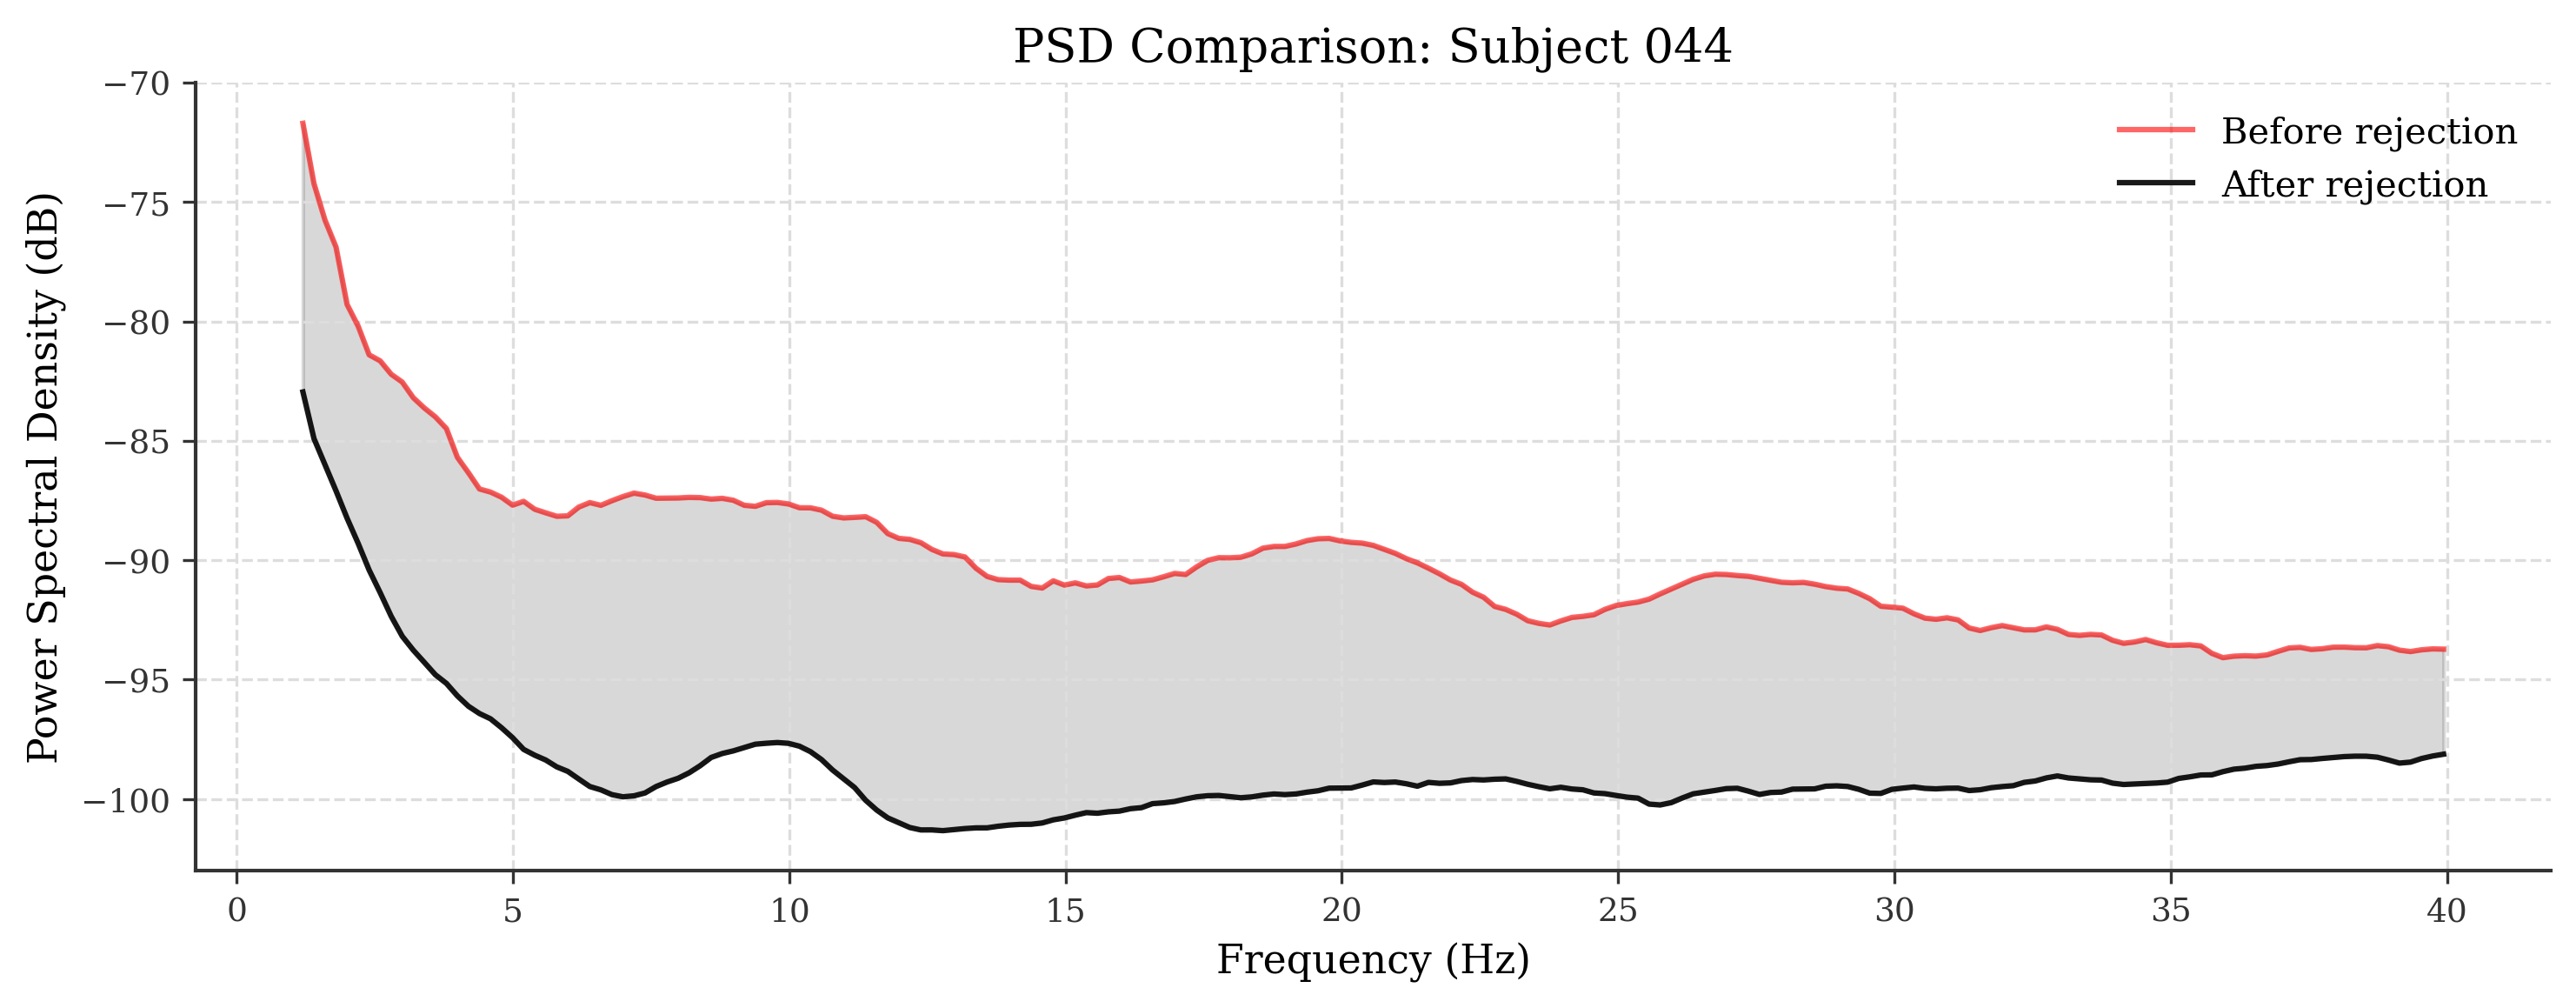 PSD Comparison: Subject 044
Power Spectral Density (dB)
−70
−75
−80
−85
−90
−95
−100
Before rejection
After rejection
0 5 10 15 20 25 30 35 40
Frequency (Hz)